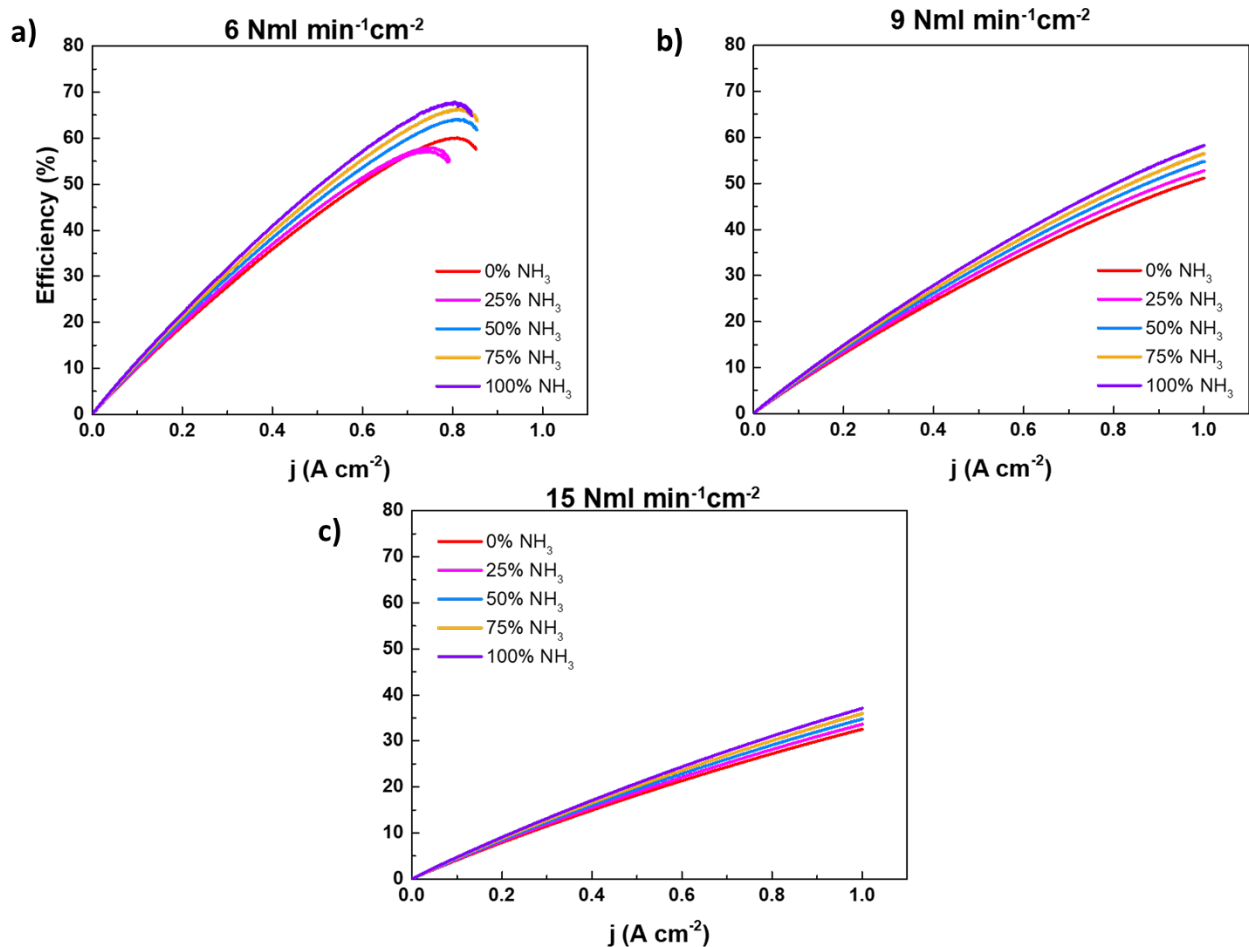 a)
6 Nml min⁻¹cm⁻²
80
70
60
50
40
30
20
10
0
Efficiency (%)
0% NH₃
25% NH₃
50% NH₃
75% NH₃
100% NH₃
0.0 0.2 0.4 0.6 0.8 1.0
j (A cm⁻²)
b)
9 Nml min⁻¹cm⁻²
80
70
60
50
40
30
20
10
0
0% NH₃
25% NH₃
50% NH₃
75% NH₃
100% NH₃
0.0 0.2 0.4 0.6 0.8 1.0
j (A cm⁻²)
c)
15 Nml min⁻¹cm⁻²
80
70
60
50
40
30
20
10
0
0% NH₃
25% NH₃
50% NH₃
75% NH₃
100% NH₃
0.0 0.2 0.4 0.6 0.8 1.0
j (A cm⁻²)